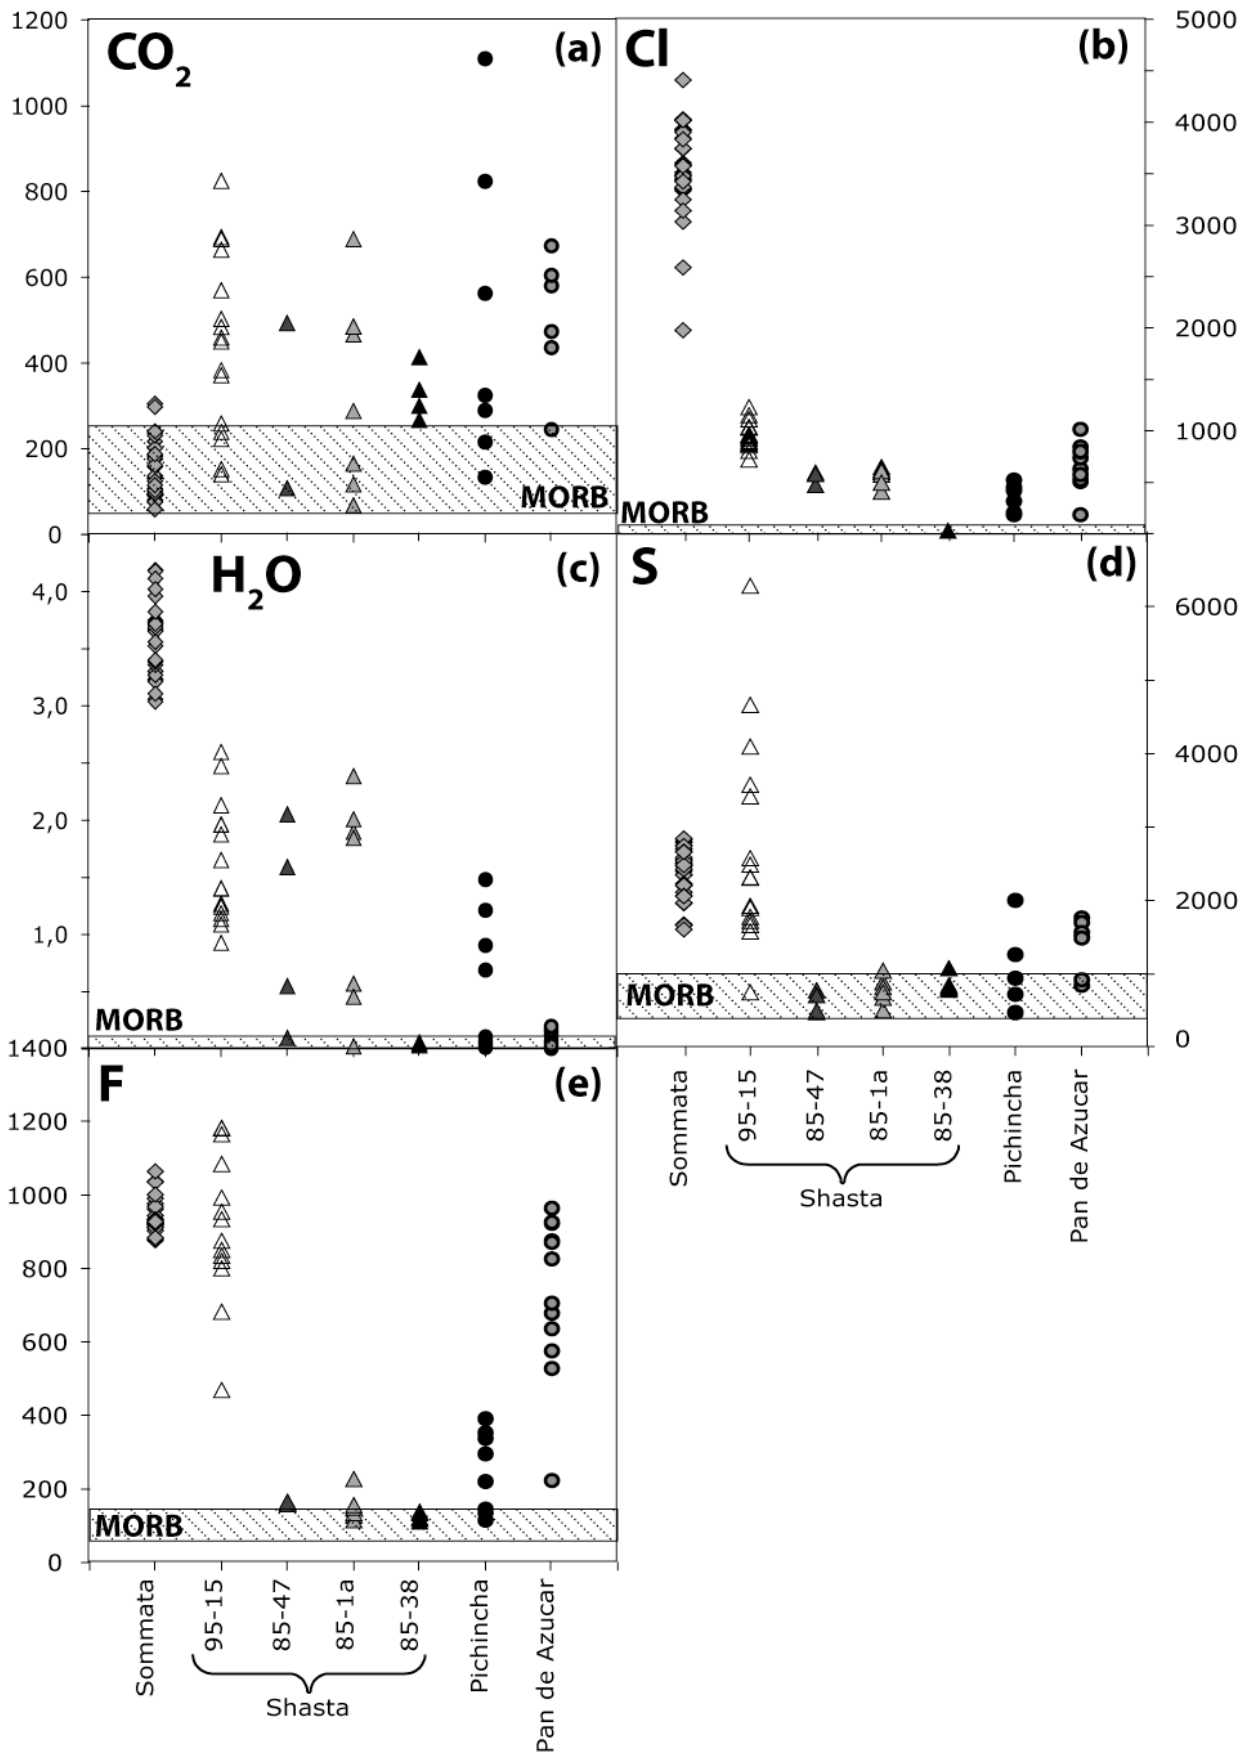 CO2 (a)
1200
1000
800
600
400
200
0
MORB
Cl (b)
5000
4000
3000
2000
1000
MORB
H2O (c)
4,0
3,0
2,0
1,0
MORB
S (d)
6000
4000
2000
0
MORB
Sommata
95-15
85-47
85-1a
85-38
Pichincha
Pan de Azucar
Shasta
F (e)
1400
1200
1000
800
600
400
200
0
MORB
Sommata
95-15
85-47
85-1a
85-38
Pichincha
Pan de Azucar
Shasta